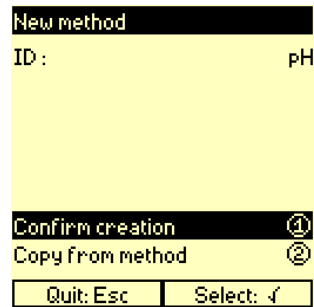 New method
ID : pH
Confirm creation ①
Copy from method ②
Quit: Esc Select: √